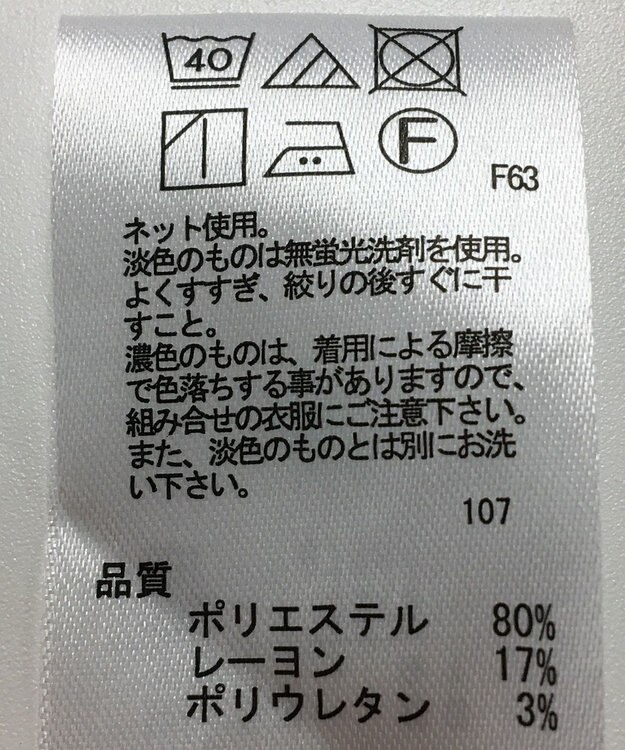 40
F
F63
ネット使用。
淡色のものは無蛍光洗剤を使用。
よくすすぎ、絞りの後すぐに干
すこと。
濃色のものは、着用による摩擦
で色落ちする事がありますので、
組み合せの衣服にご注意下さい。
また、淡色のものとは別にお洗
い下さい。
107
品質
ポリエステル 80%
レーヨン 17%
ポリウレタン 3%